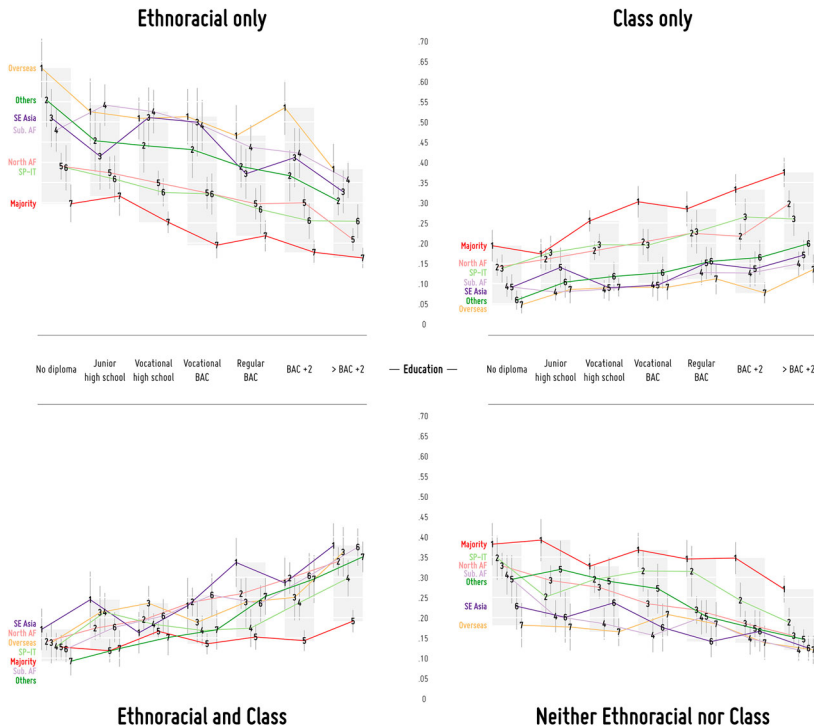 Ethnoracial only
Class only
.70
.65
.60
.55
.50
.45
.40
.35
.30
.25
.20
.15
.10
.05
0
Overseas
Others
SE Asia
Sub. AF
North AF
SP-IT
Majority
Majority
North AF
SP-IT
Sub. AF
SE Asia
Others
Overseas
No diploma
Junior
high school
Vocational
high school
Vocational
BAC
Regular
BAC
BAC +2
> BAC +2
— Education —
No diploma
Junior
high school
Vocational
high school
Vocational
BAC
Regular
BAC
BAC +2
> BAC +2
.70
.65
.60
.55
.50
.45
.40
.35
.30
.25
.20
.15
.10
.05
0
SE Asia
North AF
Overseas
SP-IT
Majority
Sub. AF
Others
Majority
SP-IT
North AF
Sub. AF
Others
SE Asia
Overseas
Ethnoracial and Class
Neither Ethnoracial nor Class